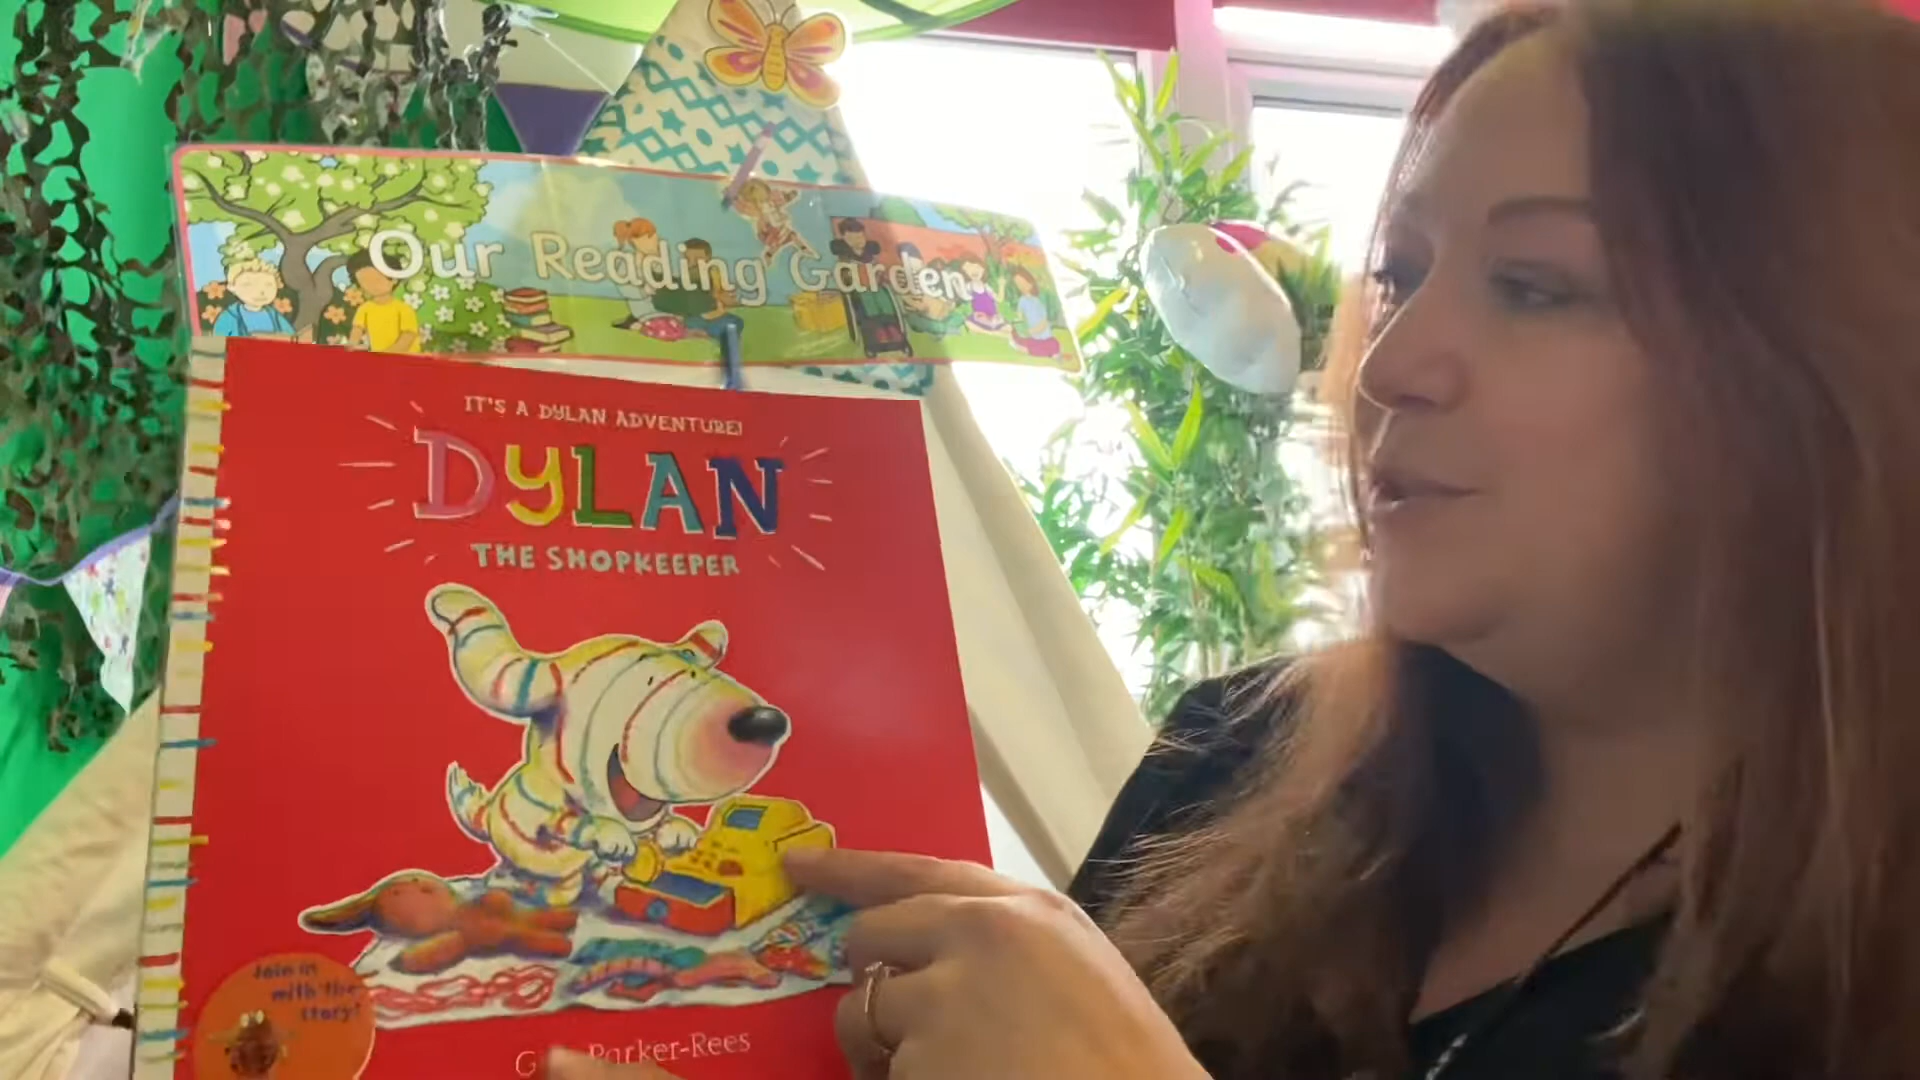 Our Reading Garden
IT'S A DYLAN ADVENTURE!
DYLAN
THE SHOPKEEPER
Join in
with the
story!
Parker-Rees